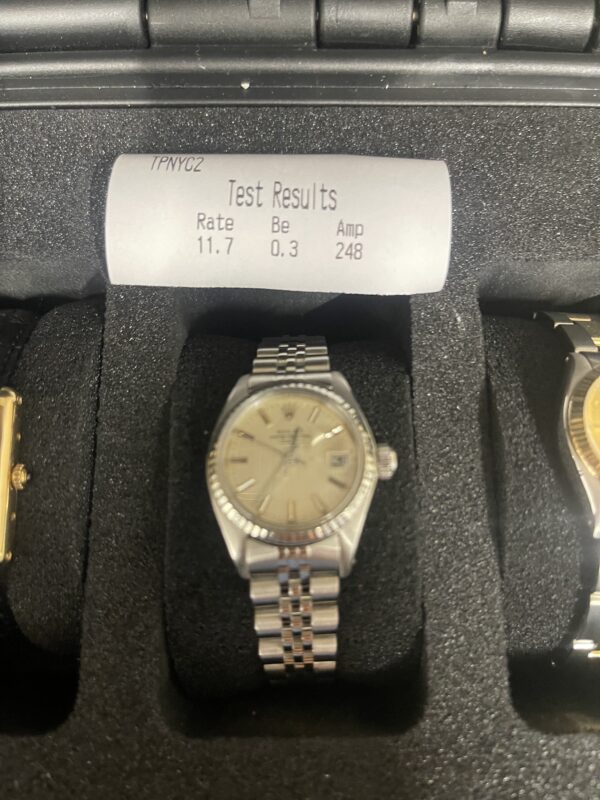 TPNYC2
Test Results
Rate Be Amp
11.7 0.3 248